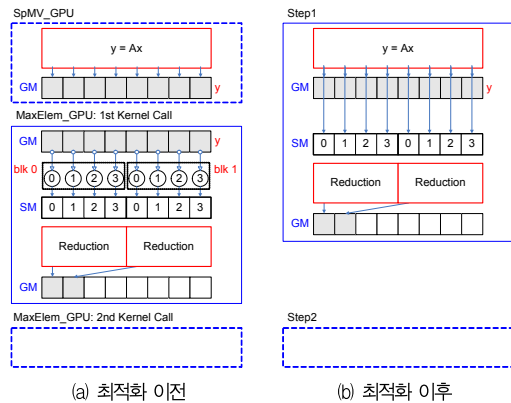 SpMV_GPU
y = Ax
GM
y
MaxElem_GPU: 1st Kernel Call
GM
y
blk 0
0 1 2 3 0 1 2 3
blk 1
SM
0 1 2 3 0 1 2 3
Reduction Reduction
GM
MaxElem_GPU: 2nd Kernel Call
(a) 최적화 이전
Step1
y = Ax
GM
y
SM
0 1 2 3 0 1 2 3
Reduction Reduction
GM
Step2
(b) 최적화 이후